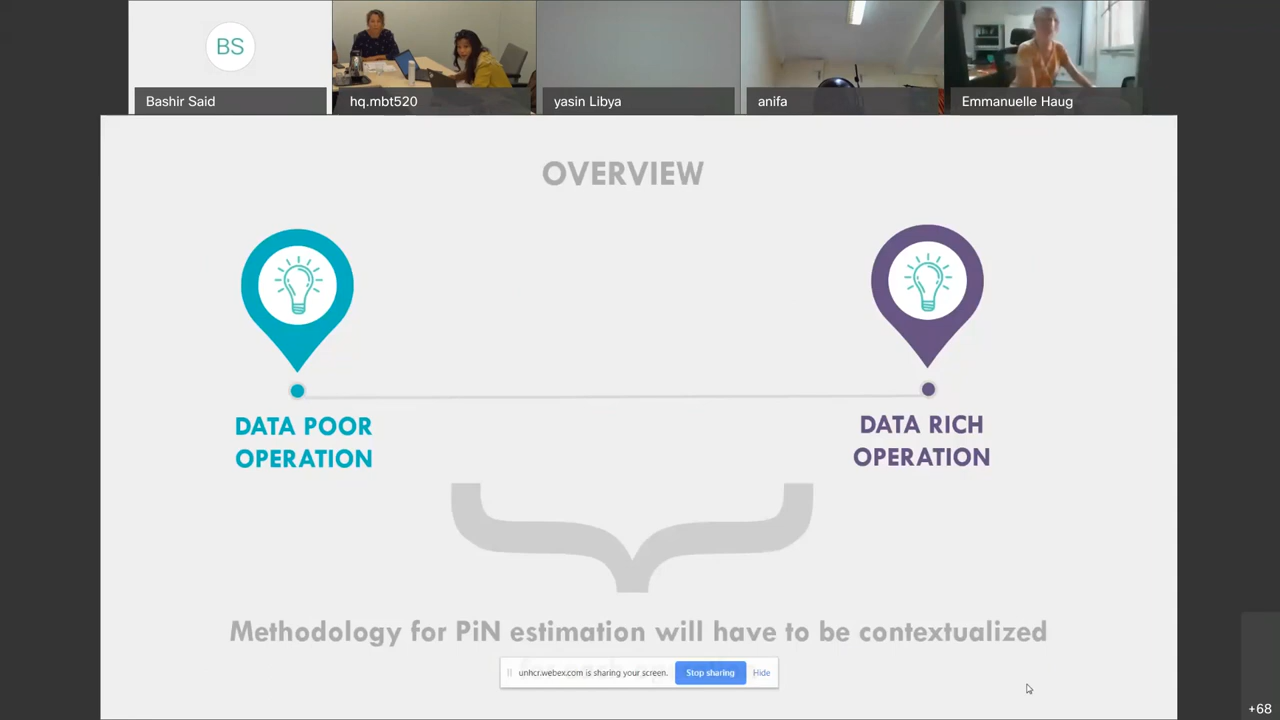 BS
Bashir Said
hq.mbt520
yasin Libya
anifa
Emmanuelle Haug
OVERVIEW
DATA POOR
OPERATION
DATA RICH
OPERATION
Methodology for PiN estimation will have to be contextualized
unhcr.webex.com is sharing your screen.
Stop sharing
Hide
+68